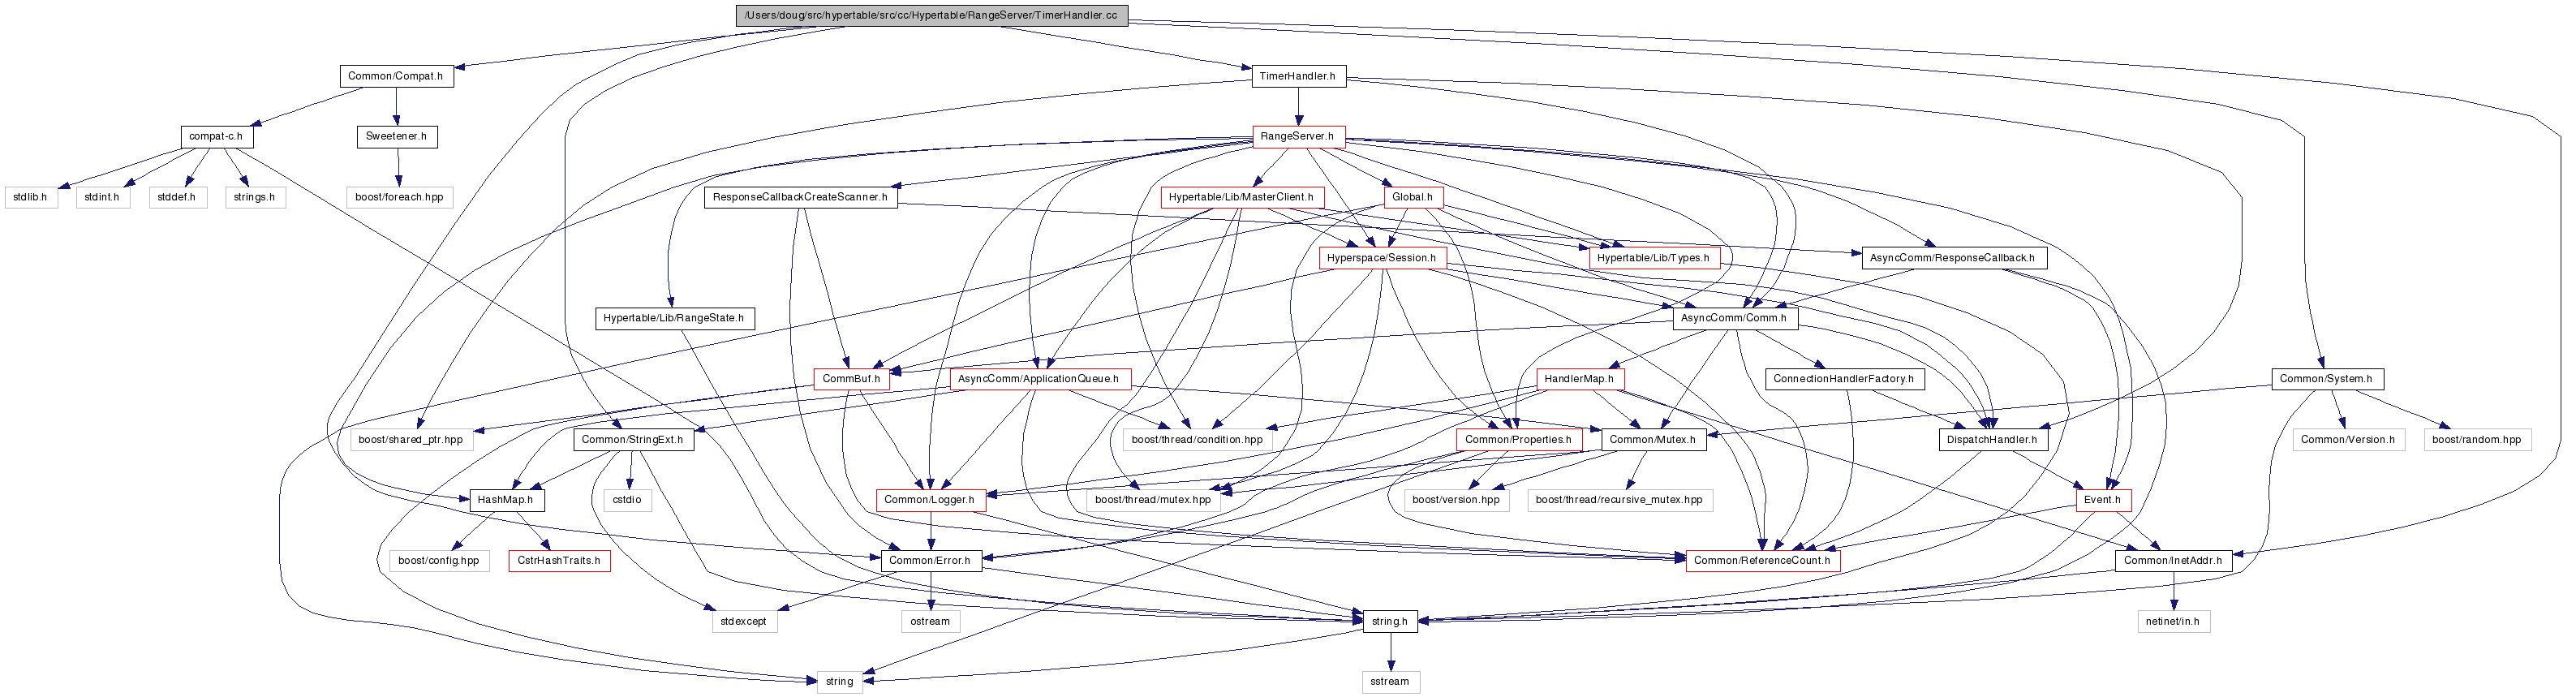 /Users/doug/src/hypertable/src/cc/Hypertable/RangeServer/TimerHandler.cc
Common/Compat.h
TimerHandler.h
compat-c.h
Sweetener.h
RangeServer.h
stdlib.h
stdint.h
stddef.h
strings.h
boost/foreach.hpp
ResponseCallbackCreateScanner.h
Hypertable/Lib/MasterClient.h
Global.h
Hyperspace/Session.h
Hypertable/Lib/Types.h
AsyncComm/ResponseCallback.h
Hypertable/Lib/RangeState.h
AsyncComm/Comm.h
CommBuf.h
AsyncComm/ApplicationQueue.h
HandlerMap.h
ConnectionHandlerFactory.h
Common/System.h
boost/shared_ptr.hpp
Common/StringExt.h
boost/thread/condition.hpp
Common/Properties.h
Common/Mutex.h
DispatchHandler.h
Common/Version.h
boost/random.hpp
HashMap.h
cstdio
Common/Logger.h
boost/thread/mutex.hpp
boost/version.hpp
boost/thread/recursive_mutex.hpp
Event.h
boost/config.hpp
CstrHashTraits.h
Common/Error.h
Common/ReferenceCount.h
Common/InetAddr.h
stdexcept
ostream
string.h
netinet/in.h
string
sstream